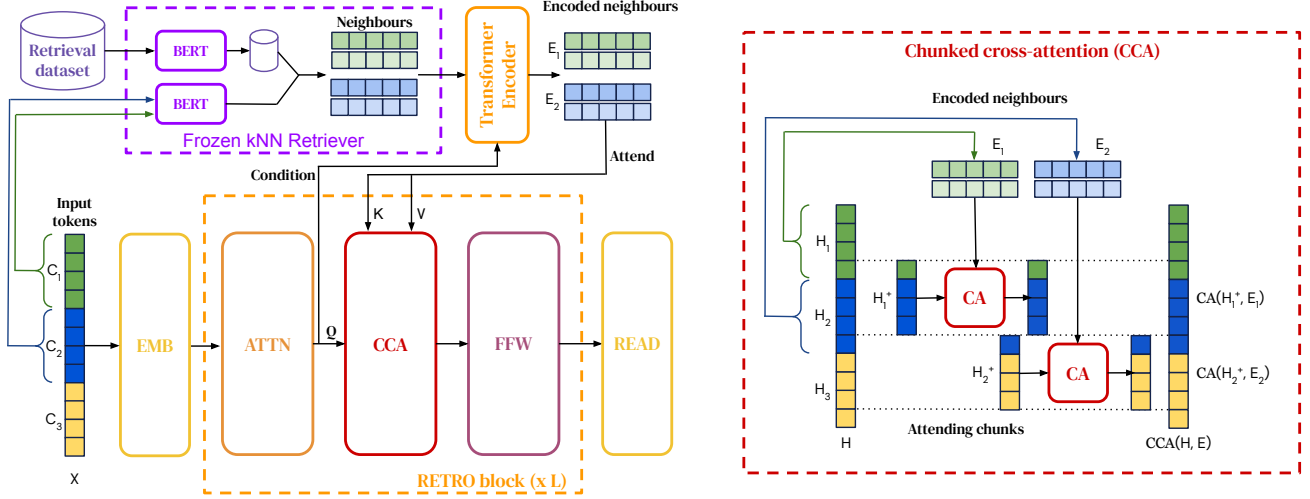 Retrieval
dataset
BERT
BERT
Neighbours
Frozen kNN Retriever
Transformer
Encoder
Encoded neighbours
E₁
E₂
Condition
Attend
Input
tokens
C₁
C₂
C₃
X
EMB
ATTN
Q
K
V
CCA
FFW
READ
RETRO block (x L)
Chunked cross-attention (CCA)
Encoded neighbours
E₁
E₂
H₁
H₂
H₃
H
H₁⁺
CA
H₂⁺
CA
Attending chunks
CA(H₁⁺, E₁)
CA(H₂⁺, E₂)
CCA(H, E)